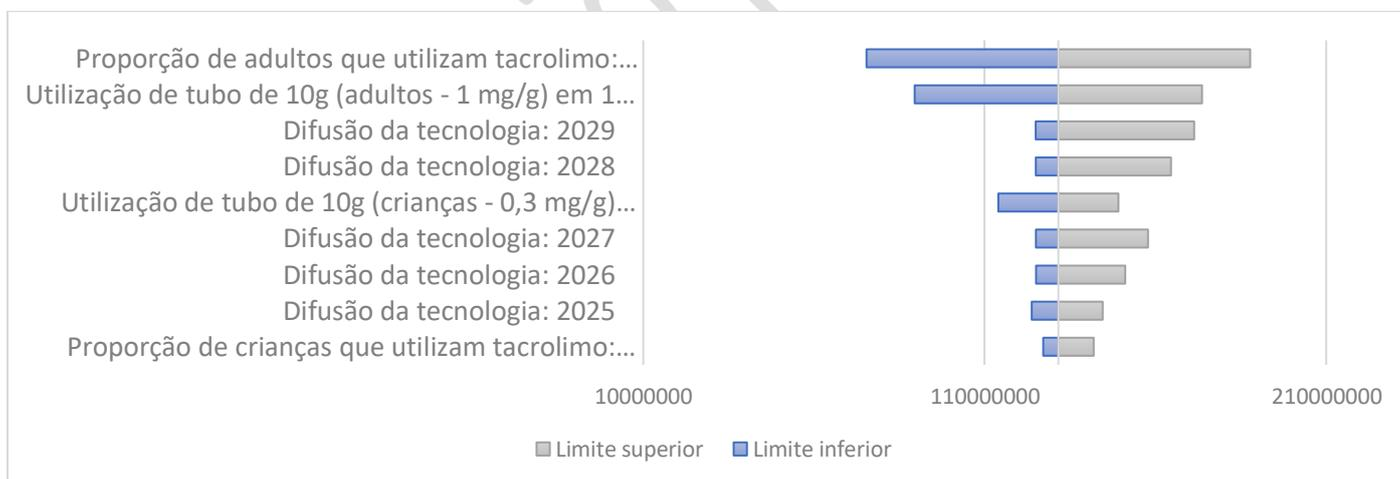 Proporção de adultos que utilizam tacrolimo:...
Utilização de tubo de 10g (adultos - 1 mg/g) em 1...
Difusão da tecnologia: 2029
Difusão da tecnologia: 2028
Utilização de tubo de 10g (crianças - 0,3 mg/g)...
Difusão da tecnologia: 2027
Difusão da tecnologia: 2026
Difusão da tecnologia: 2025
Proporção de crianças que utilizam tacrolimo:...
10000000 110000000 210000000
Limite superior Limite inferior